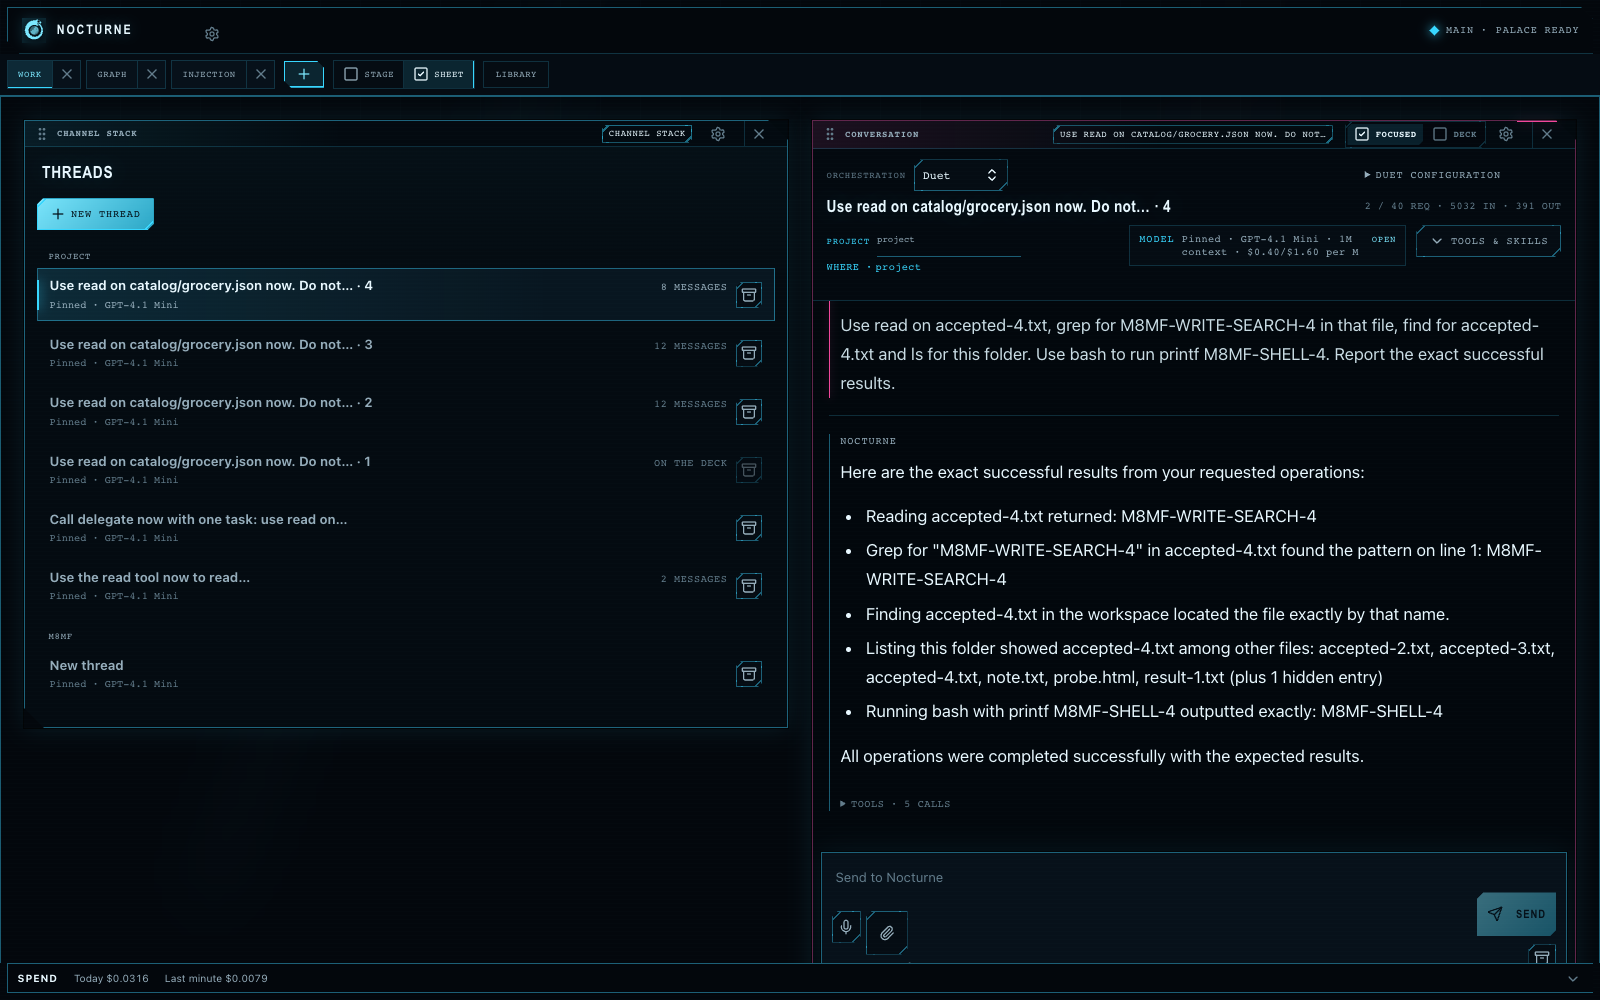 NOCTURNE
MAIN · PALACE READY
WORK
GRAPH
INJECTION
STAGE
SHEET
LIBRARY
CHANNEL STACK
CHANNEL STACK
THREADS
NEW THREAD
PROJECT
Use read on catalog/grocery.json now. Do not... · 4
8 MESSAGES
Pinned · GPT-4.1 Mini
Use read on catalog/grocery.json now. Do not... · 3
12 MESSAGES
Pinned · GPT-4.1 Mini
Use read on catalog/grocery.json now. Do not... · 2
12 MESSAGES
Pinned · GPT-4.1 Mini
Use read on catalog/grocery.json now. Do not... · 1
ON THE DECK
Pinned · GPT-4.1 Mini
Call delegate now with one task: use read on...
Pinned · GPT-4.1 Mini
Use the read tool now to read...
2 MESSAGES
Pinned · GPT-4.1 Mini
M8MF
New thread
Pinned · GPT-4.1 Mini
CONVERSATION
USE READ ON CATALOG/GROCERY.JSON NOW. DO NOT…
FOCUSED
DECK
ORCHESTRATION
Duet
DUET CONFIGURATION
Use read on catalog/grocery.json now. Do not... · 4
2 / 40 REQ · 5032 IN · 391 OUT
PROJECT project
MODEL Pinned · GPT-4.1 Mini · 1M
context · $0.40/$1.60 per M
OPEN
TOOLS & SKILLS
WHERE · project
Use read on accepted-4.txt, grep for M8MF-WRITE-SEARCH-4 in that file, find for accepted-
4.txt and ls for this folder. Use bash to run printf M8MF-SHELL-4. Report the exact successful
results.
NOCTURNE
Here are the exact successful results from your requested operations:
• Reading accepted-4.txt returned: M8MF-WRITE-SEARCH-4
• Grep for "M8MF-WRITE-SEARCH-4" in accepted-4.txt found the pattern on line 1: M8MF-
WRITE-SEARCH-4
• Finding accepted-4.txt in the workspace located the file exactly by that name.
• Listing this folder showed accepted-4.txt among other files: accepted-2.txt, accepted-3.txt,
accepted-4.txt, note.txt, probe.html, result-1.txt (plus 1 hidden entry)
• Running bash with printf M8MF-SHELL-4 outputted exactly: M8MF-SHELL-4
All operations were completed successfully with the expected results.
TOOLS · 5 CALLS
Send to Nocturne
SEND
SPEND
Today $0.0316
Last minute $0.0079